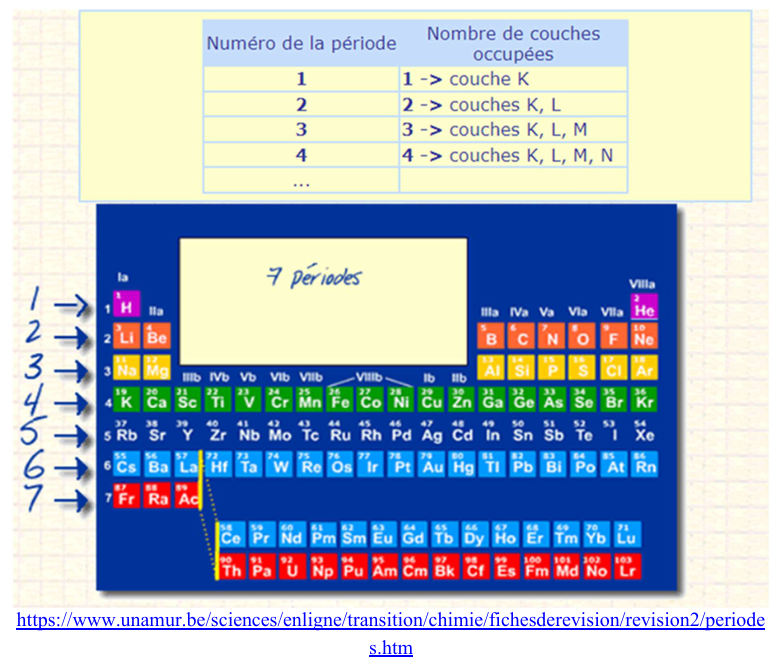 Numéro de la période Nombre de couches occupées
1 1 -> couche K
2 2 -> couches K, L
3 3 -> couches K, L, M
4 4 -> couches K, L, M, N
...
7 périodes
Ia VIIIa
1 1 1 H IIa IIIa IVa Va VIa VIIa 2 He
2 2 3 Li 4 Be 5 B 6 C 7 N 8 O 9 F 10 Ne
3 3 11 Na 12 Mg 13 Al 14 Si 15 P 16 S 17 Cl 18 Ar
IIIb IVb Vb VIb VIIb VIIIb Ib IIb
4 4 19 K 20 Ca 21 Sc 22 Ti 23 V 24 Cr 25 Mn 26 Fe 27 Co 28 Ni 29 Cu 30 Zn 31 Ga 32 Ge 33 As 34 Se 35 Br 36 Kr
5 5 37 Rb 38 Sr 39 Y 40 Zr 41 Nb 42 Mo 43 Tc 44 Ru 45 Rh 46 Pd 47 Ag 48 Cd 49 In 50 Sn 51 Sb 52 Te 53 I 54 Xe
6 6 55 Cs 56 Ba 57 La 72 Hf 73 Ta 74 W 75 Re 76 Os 77 Ir 78 Pt 79 Au 80 Hg 81 Tl 82 Pb 83 Bi 84 Po 85 At 86 Rn
7 7 87 Fr 88 Ra 89 Ac
58 Ce 59 Pr 60 Nd 61 Pm 62 Sm 63 Eu 64 Gd 65 Tb 66 Dy 67 Ho 68 Er 69 Tm 70 Yb 71 Lu
90 Th 91 Pa 92 U 93 Np 94 Pu 95 Am 96 Cm 97 Bk 98 Cf 99 Es 100 Fm 101 Md 102 No 103 Lr
https://www.unamur.be/sciences/enligne/transition/chimie/fichesderevision/revision2/periode
s.htm